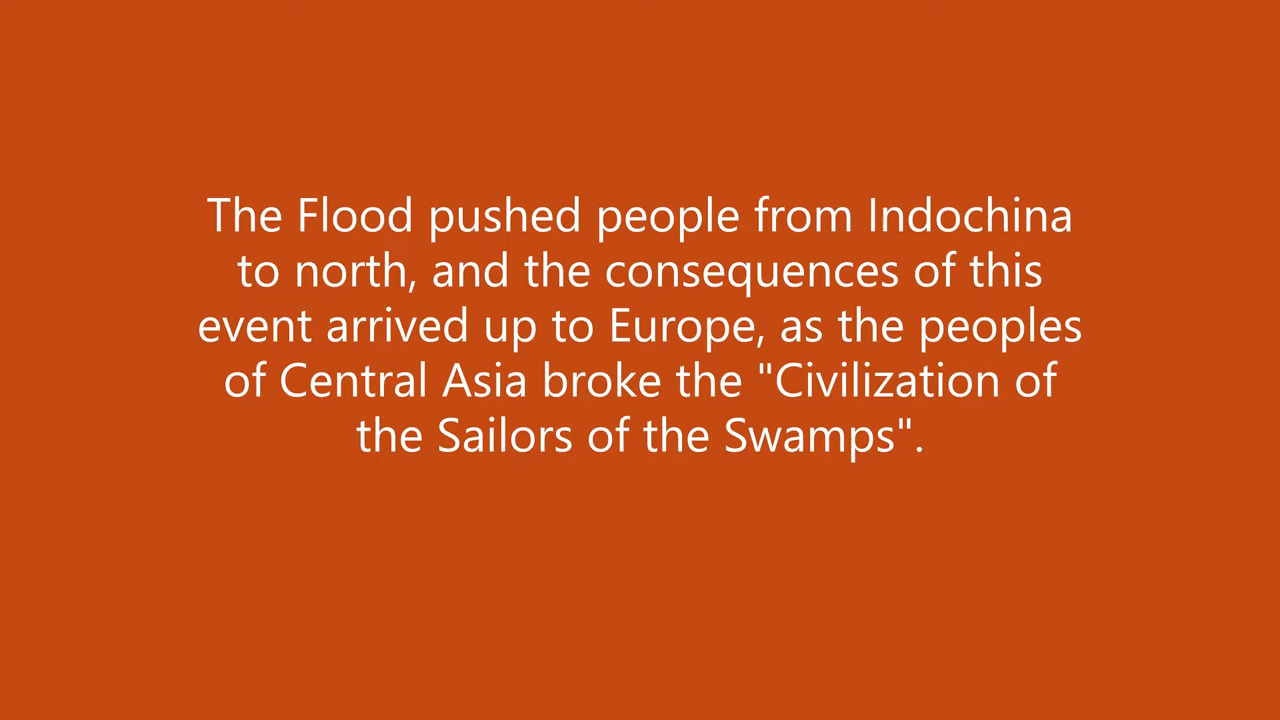 The Flood pushed people from Indochina
to north, and the consequences of this
event arrived up to Europe, as the peoples
of Central Asia broke the "Civilization of
the Sailors of the Swamps".